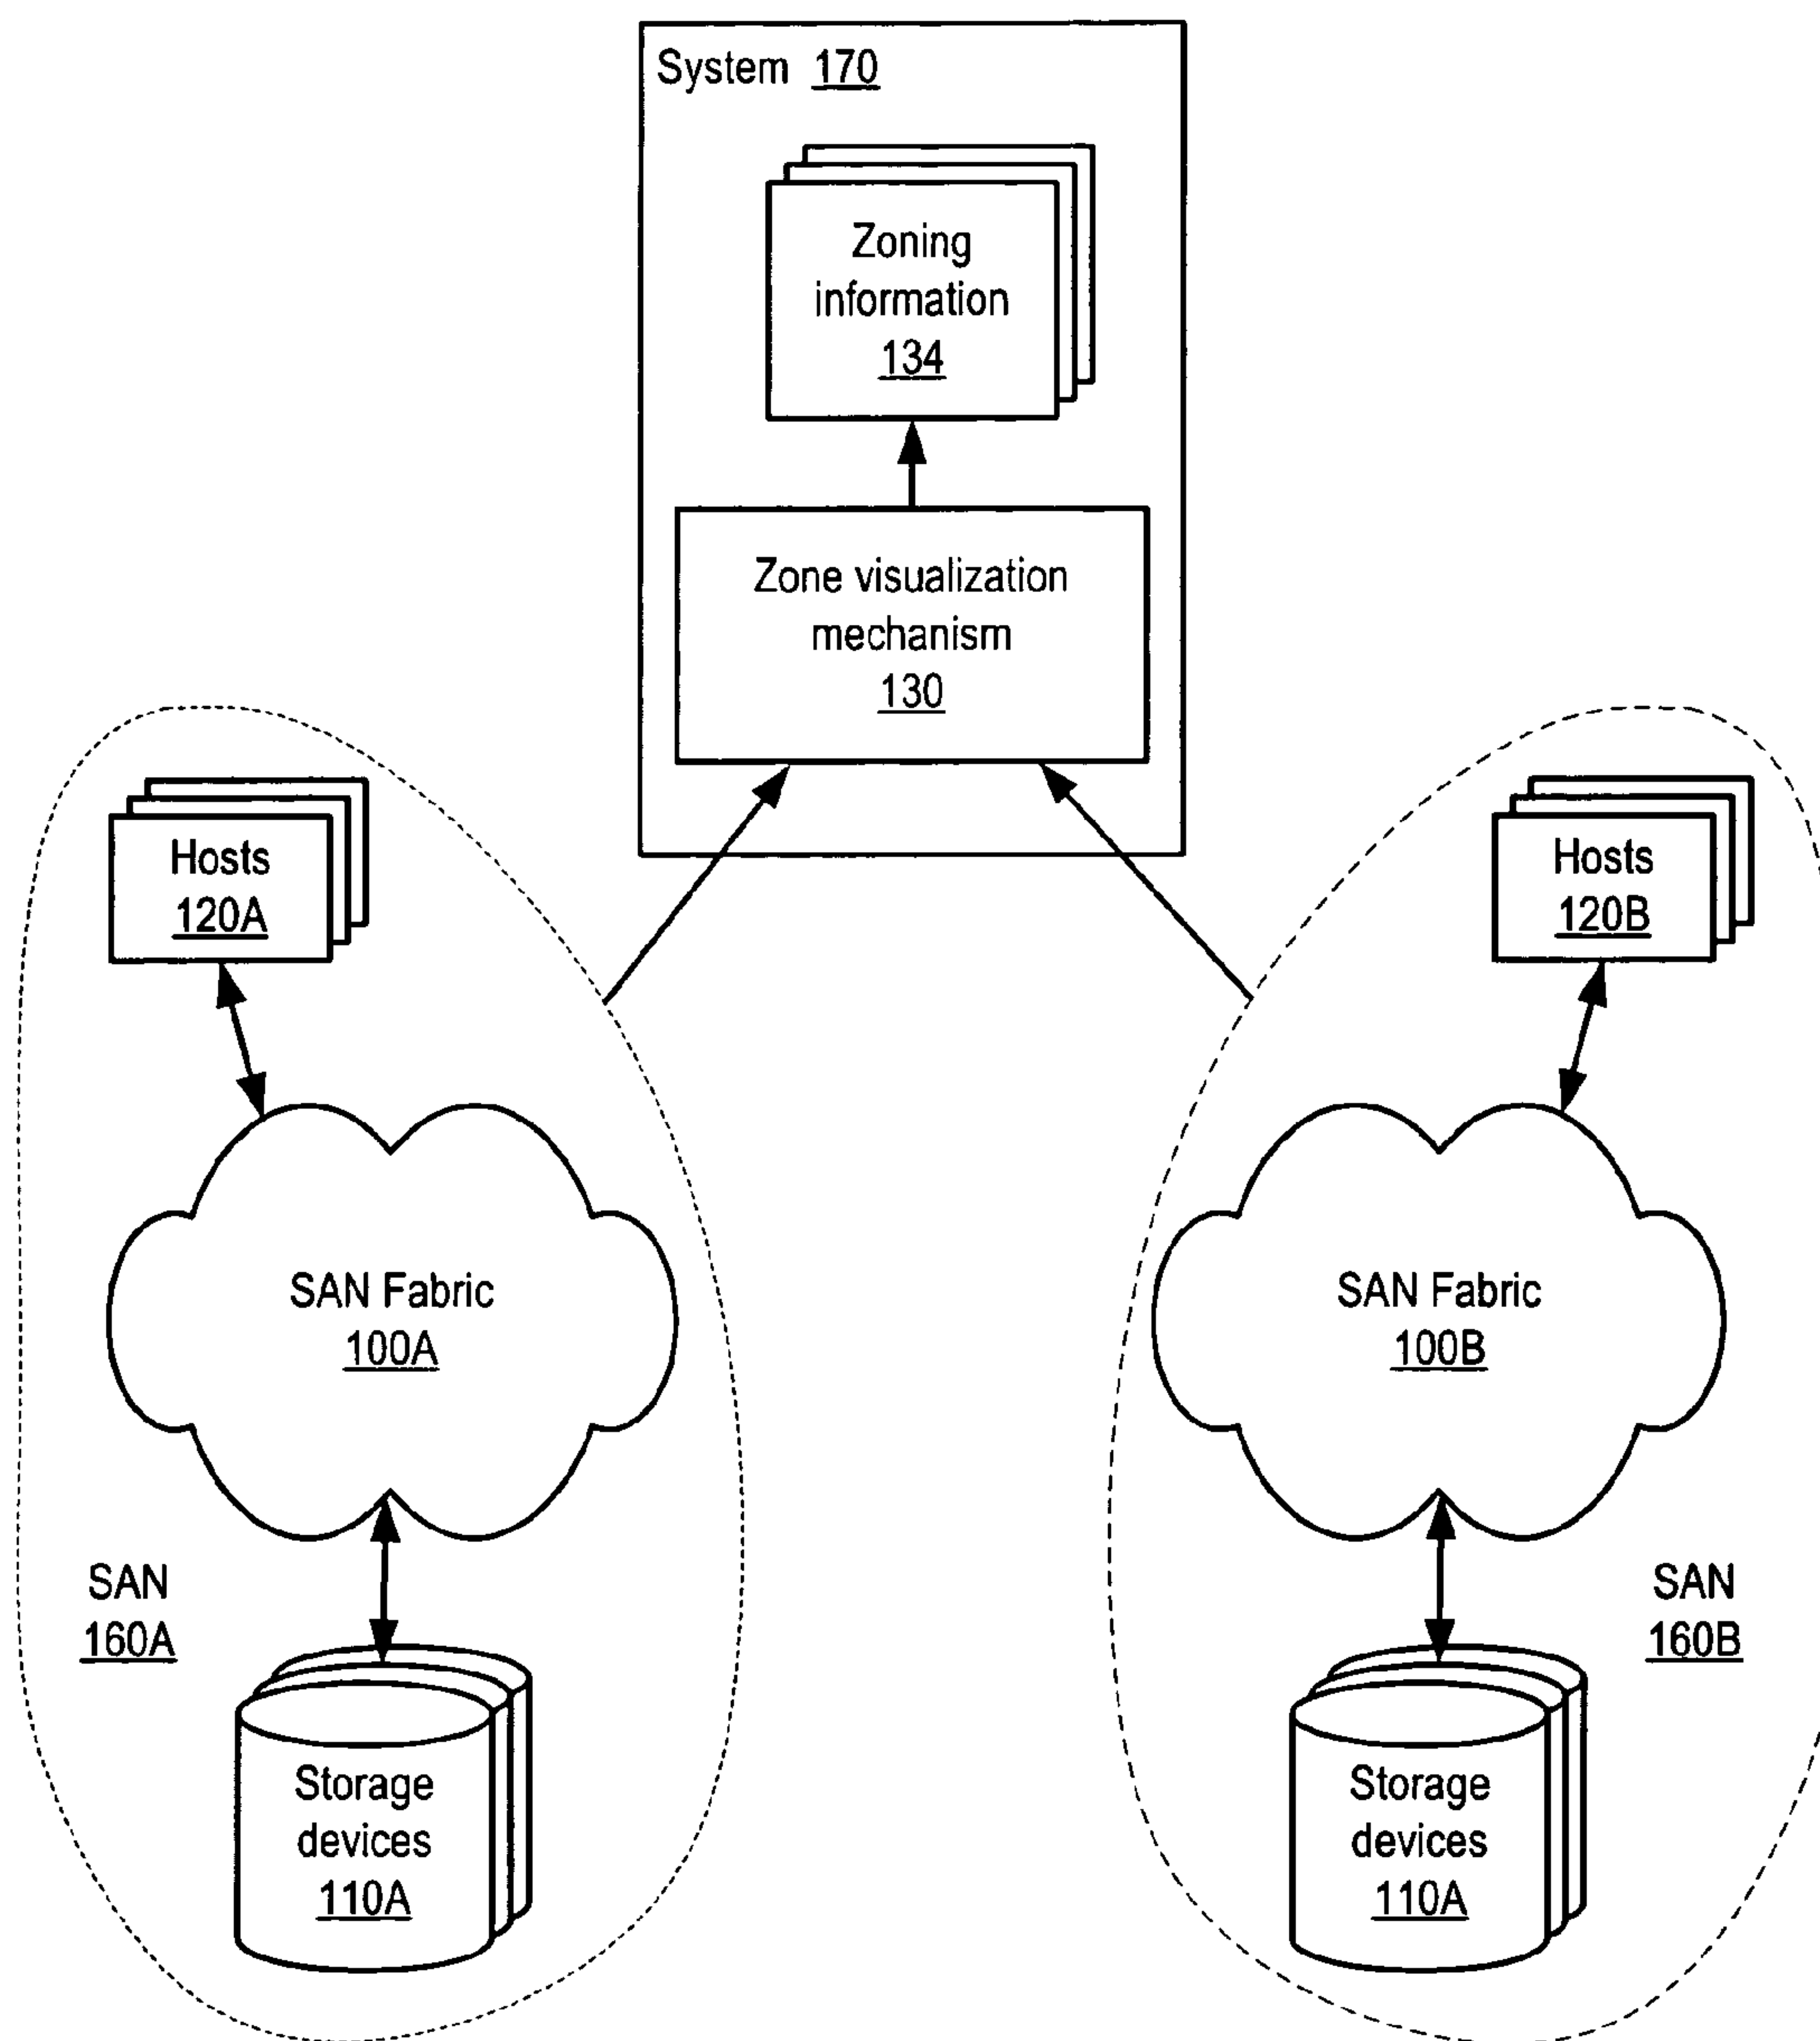 System 170
Zoning
information
134
Zone visualization
mechanism
130
Hosts
120A
Hosts
120B
SAN Fabric
100A
SAN Fabric
100B
SAN
160A
SAN
160B
Storage
devices
110A
Storage
devices
110A